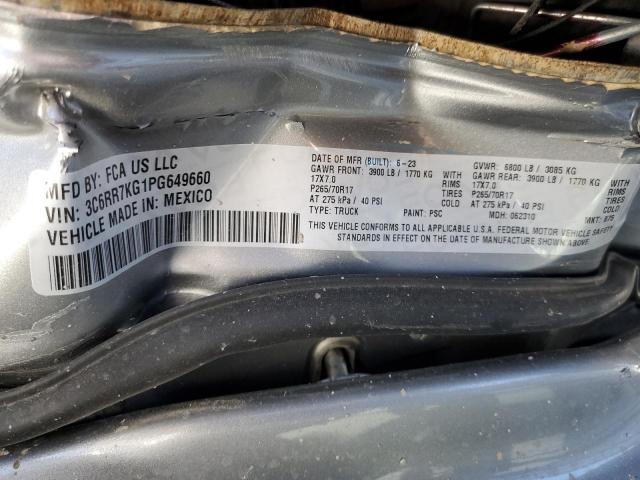 MFD BY: FCA US LLC
VIN: 3C6RR7KG1PG649660
VEHICLE MADE IN: MEXICO
DATE OF MFR (BUILT): 6-23 GVWR: 6800 LB / 3085 KG
GAWR FRONT: 3900 LB / 1770 KG WITH GAWR REAR: 3900 LB / 1770 KG WITH
17X7.0 RIMS 17X7.0 RIMS
P265/70R17 TIRES P265/70R17 TIRES
AT 275 kPa / 40 PSI COLD AT 275 kPa / 40 PSI COLD
TYPE: TRUCK PAINT: PSC MDH: 062310 MKT: 875
THIS VEHICLE CONFORMS TO ALL APPLICABLE U.S.A. FEDERAL MOTOR VEHICLE SAFETY
STANDARDS IN EFFECT ON THE DATE OF MANUFACTURE SHOWN ABOVE